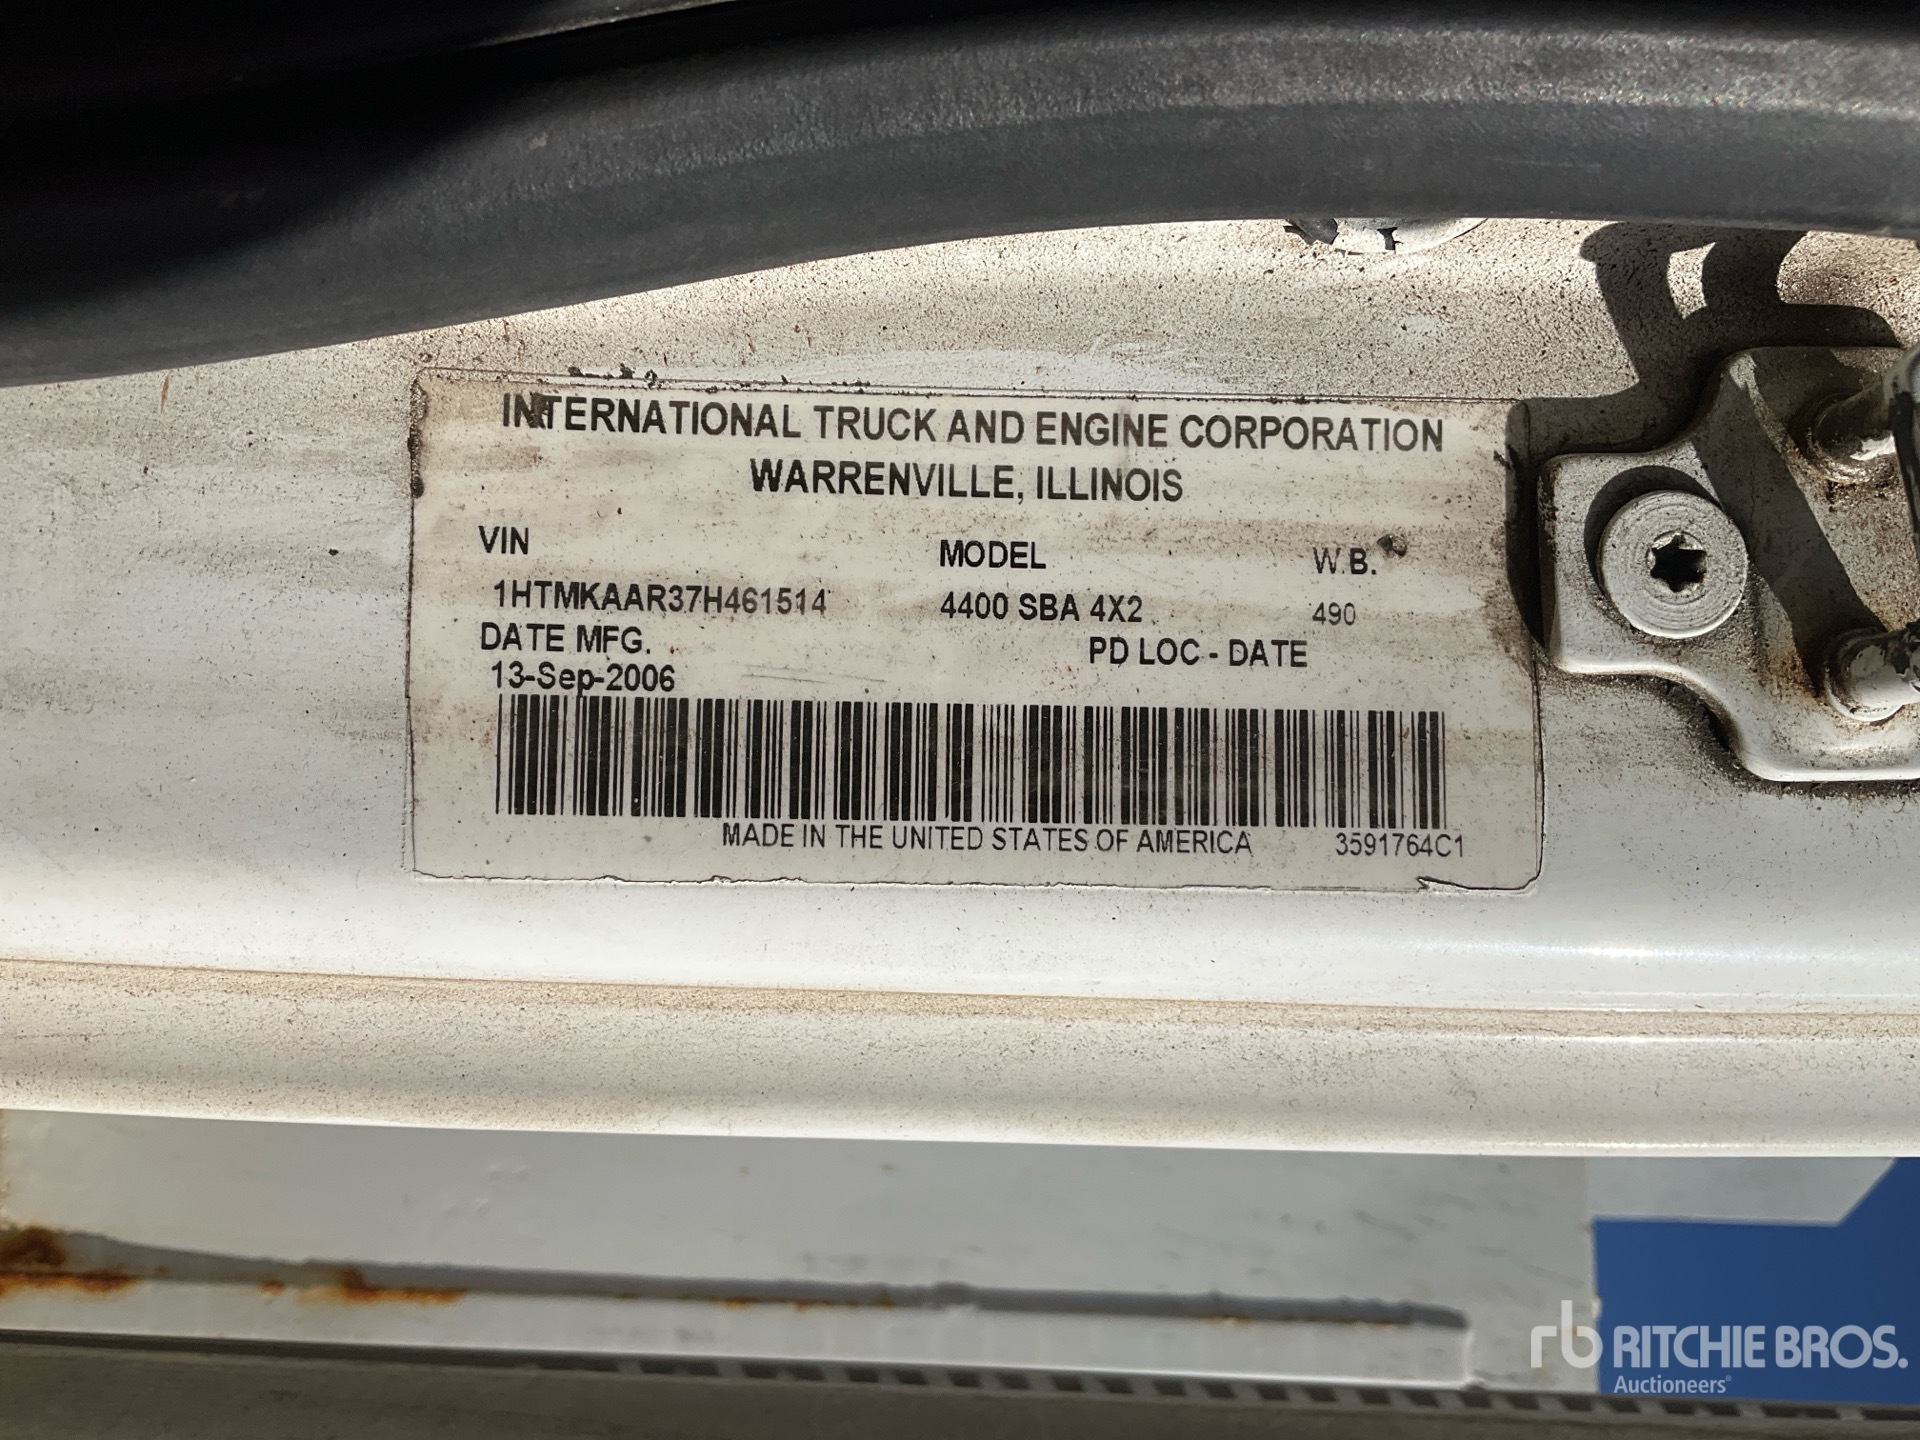 INTERNATIONAL TRUCK AND ENGINE CORPORATION
WARRENVILLE, ILLINOIS
VIN MODEL W.B.
1HTMKAAR37H461514 4400 SBA 4X2 490
DATE MFG. PD LOC - DATE
13-Sep-2006
MADE IN THE UNITED STATES OF AMERICA 3591764C1
rb RITCHIE BROS.
Auctioneers